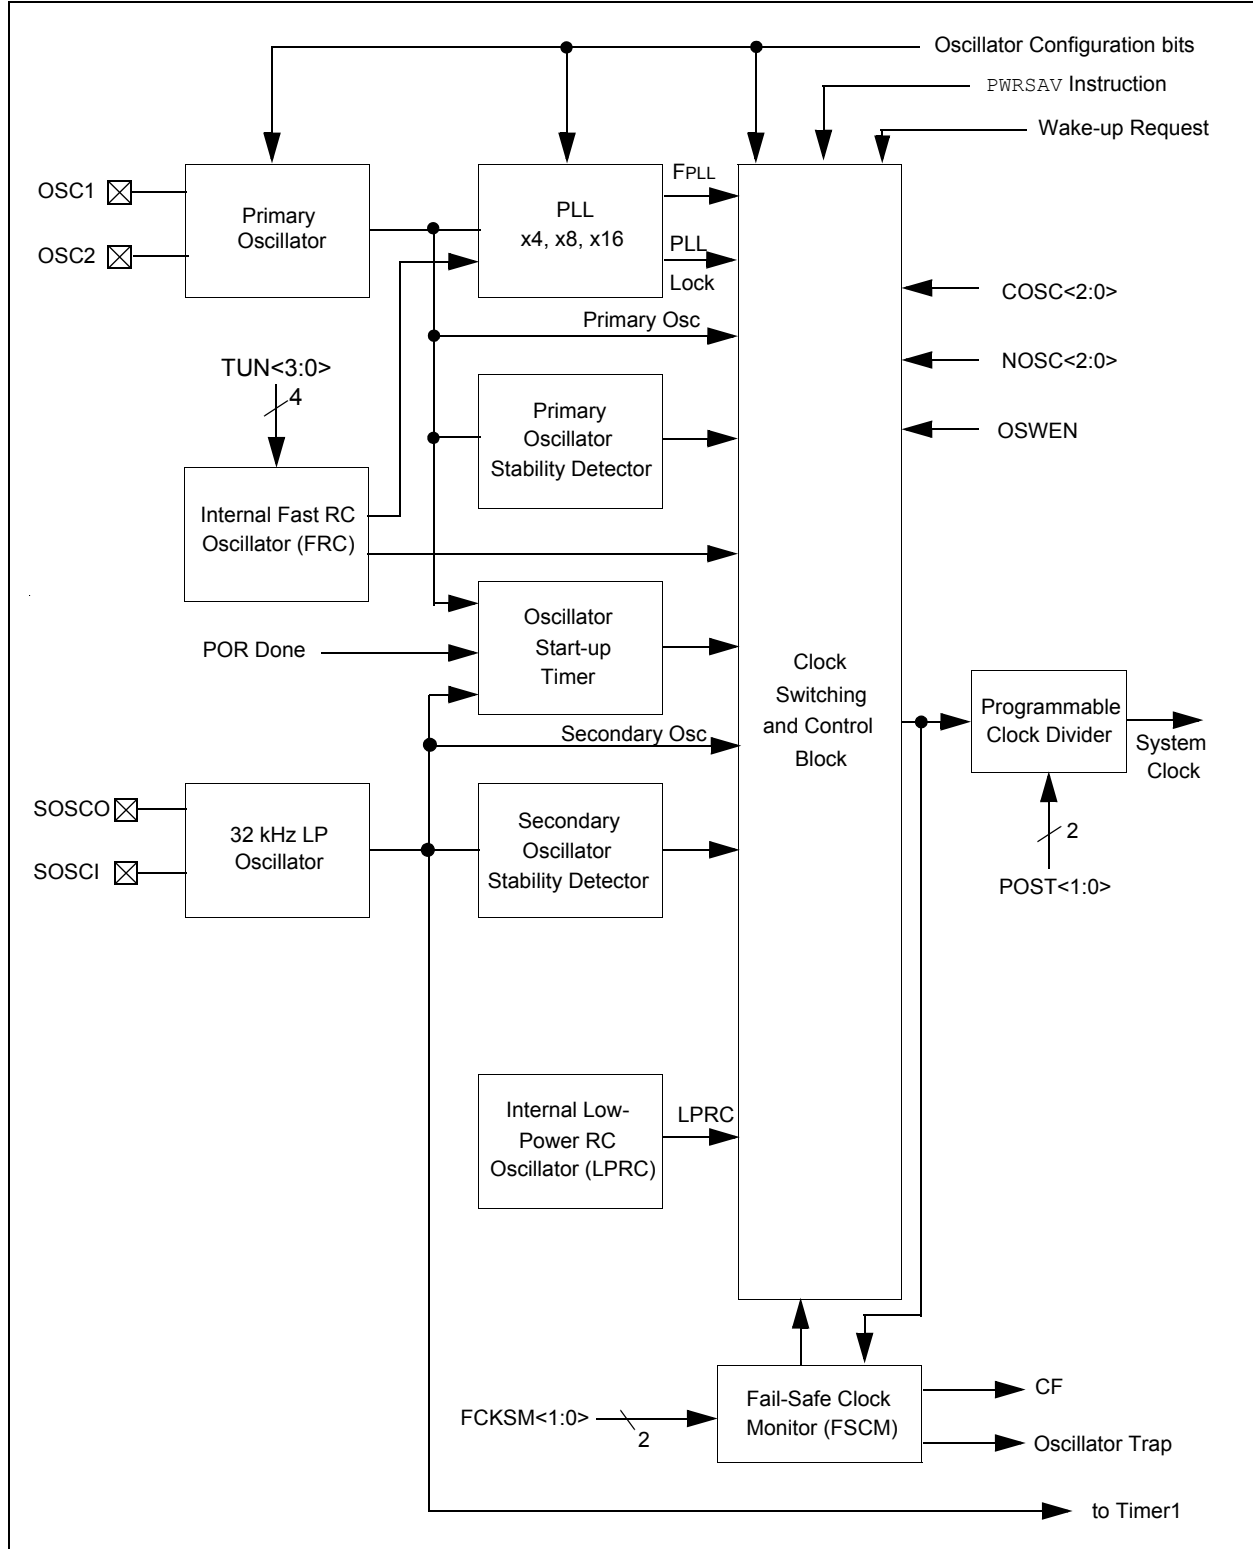 Oscillator Configuration bits
PWRSAV Instruction
Wake-up Request
OSC1
OSC2
Primary
Oscillator
PLL
x4, x8, x16
FPLL
PLL
Lock
Primary Osc
COSC<2:0>
NOSC<2:0>
OSWEN
TUN<3:0>
4
Primary
Oscillator
Stability Detector
Internal Fast RC
Oscillator (FRC)
Oscillator
Start-up
Timer
POR Done
Clock
Switching
and Control
Block
Secondary Osc
Programmable
Clock Divider
System
Clock
2
POST<1:0>
SOSCO
SOSCI
32 kHz LP
Oscillator
Secondary
Oscillator
Stability Detector
Internal Low-
Power RC
Oscillator (LPRC)
LPRC
FCKSM<1:0>
2
Fail-Safe Clock
Monitor (FSCM)
CF
Oscillator Trap
to Timer1